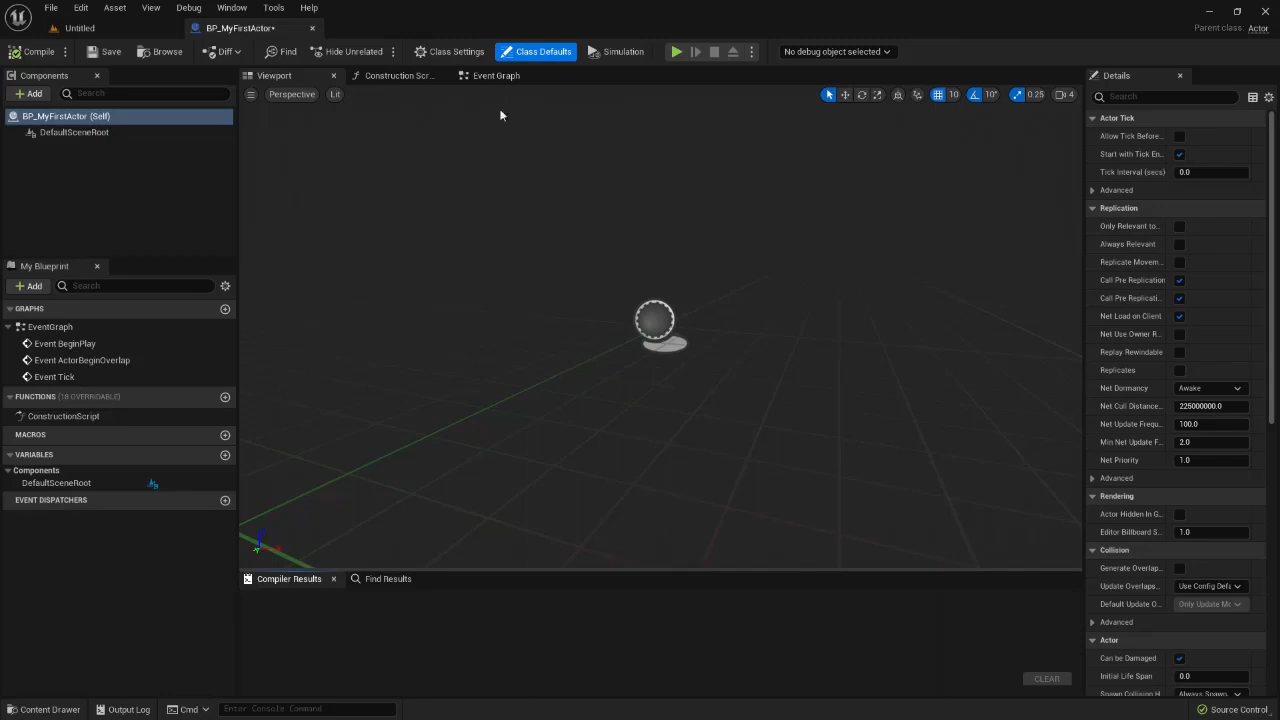 File Edit Asset View Debug Window Tools Help
Untitled BP_MyFirstActor•
Parent class: Actor
Compile Save Browse Diff Find Hide Unrelated Class Settings Class Defaults Simulation No debug object selected
Components
Add Search
BP_MyFirstActor (Self)
DefaultSceneRoot
My Blueprint
Add Search
GRAPHS
EventGraph
Event BeginPlay
Event ActorBeginOverlap
Event Tick
FUNCTIONS (18 OVERRIDABLE)
ConstructionScript
MACROS
VARIABLES
Components
DefaultSceneRoot
EVENT DISPATCHERS
Viewport Construction Scr... Event Graph
Perspective Lit 10 10° 0.25 4
Compiler Results Find Results
CLEAR
Details
Search
Actor Tick
Allow Tick Before...
Start with Tick En...
Tick Interval (secs) 0.0
Advanced
Replication
Only Relevant to...
Always Relevant
Replicate Movem...
Call Pre Replication
Call Pre Replicati...
Net Load on Client
Net Use Owner R...
Replay Rewindable
Replicates
Net Dormancy Awake
Net Cull Distance... 225000000.0
Net Update Frequ... 100.0
Min Net Update F... 2.0
Net Priority 1.0
Advanced
Rendering
Actor Hidden In G...
Editor Billboard S... 1.0
Collision
Generate Overlap...
Update Overlaps... Use Config Defa
Default Update O... Only Update Mo
Advanced
Actor
Can be Damaged
Initial Life Span 0.0
Spawn Collision H... Always Spawn,
Content Drawer Output Log Cmd Enter Console Command Source Control